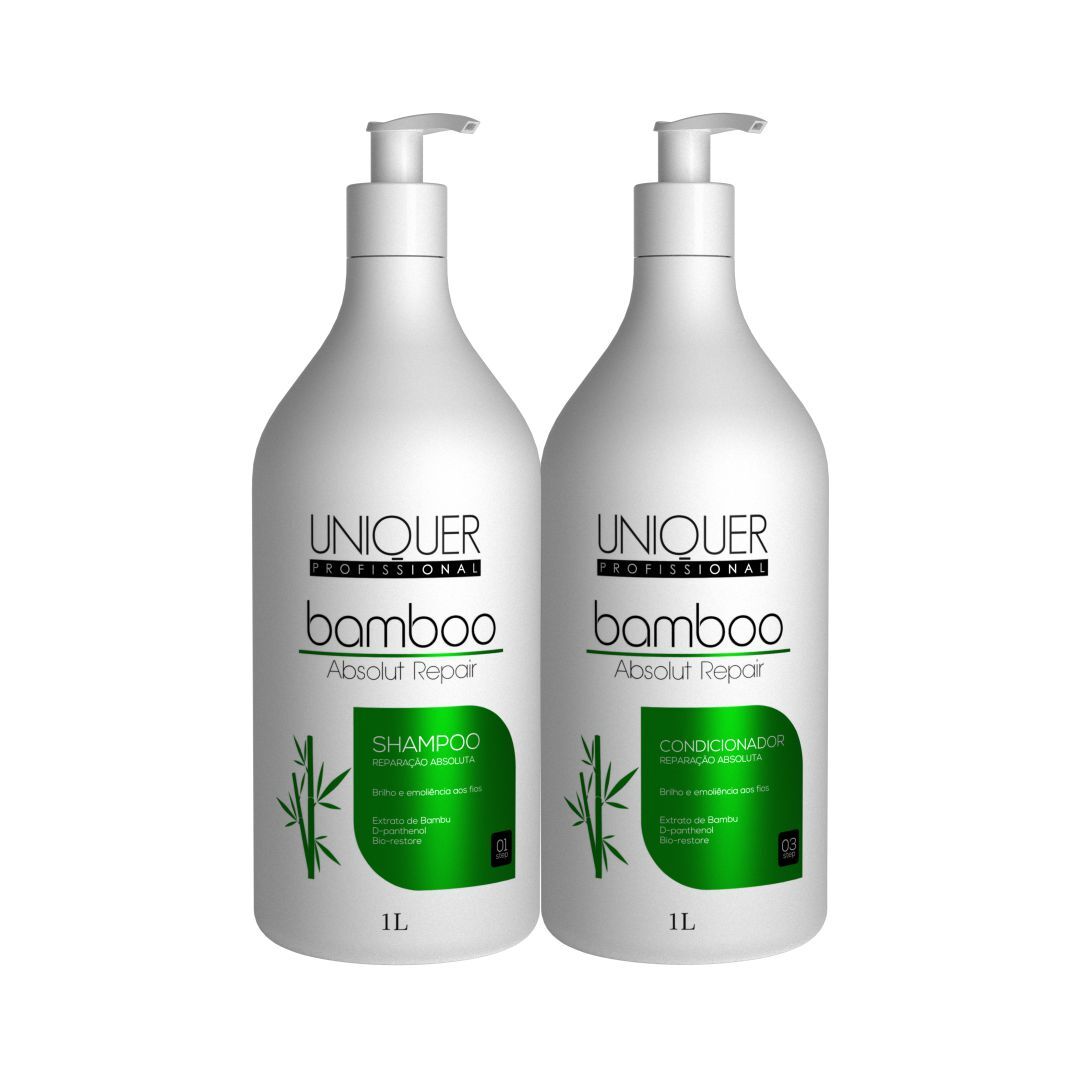 UNIQUER
PROFISSIONAL
bamboo
Absolut Repair
SHAMPOO
REPARAÇÃO ABSOLUTA
Brilho e emoliência aos fios
Extrato de Bambu
D-panthenol
Bio-restore
01
step
1L
UNIQUER
PROFISSIONAL
bamboo
Absolut Repair
CONDICIONADOR
REPARAÇÃO ABSOLUTA
Brilho e emoliência aos fios
Extrato de Bambu
D-panthenol
Bio-restore
03
step
1L